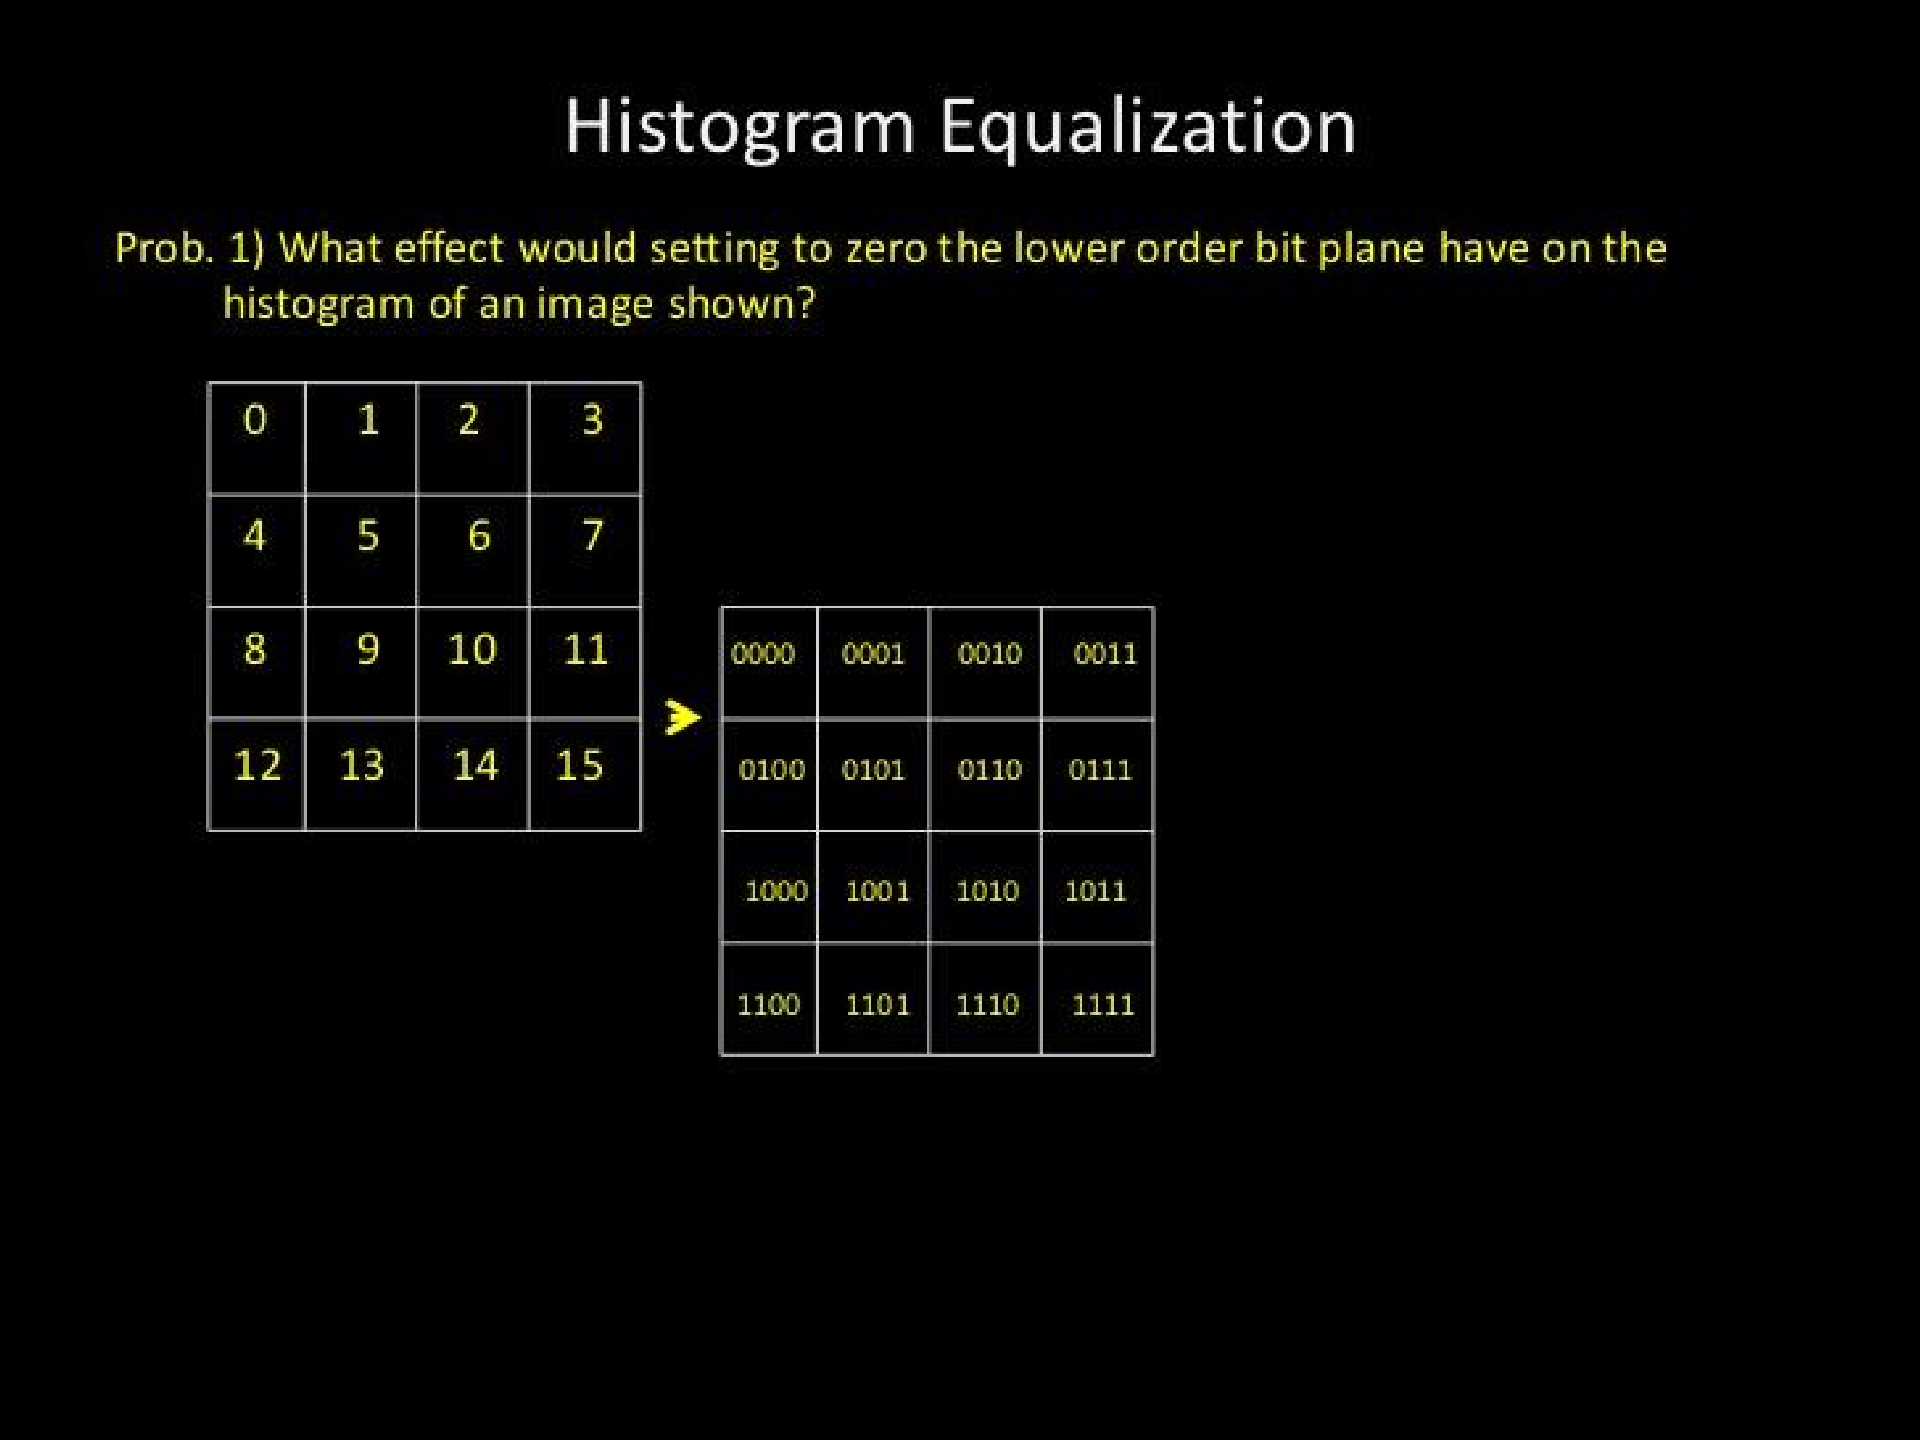 Histogram Equalization
Prob. 1) What effect would setting to zero the lower order bit plane have on the
histogram of an image shown?
0 1 2 3
4 5 6 7
8 9 10 11
12 13 14 15
0000 0001 0010 0011
0100 0101 0110 0111
1000 1001 1010 1011
1100 1101 1110 1111